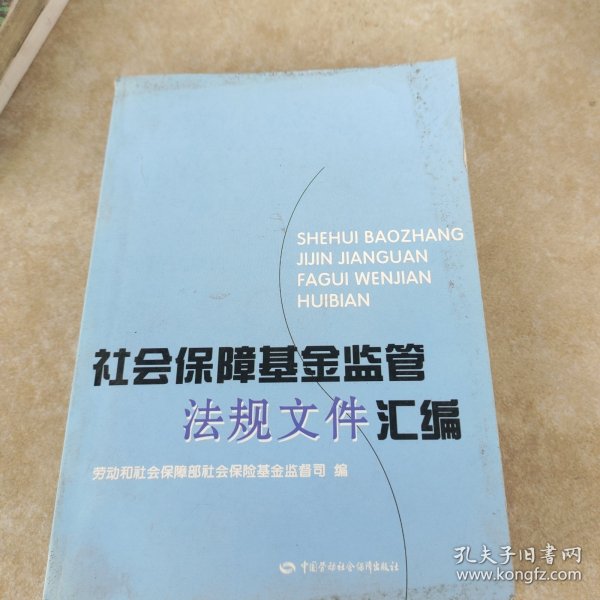 SHEHUI BAOZHANG
JIJIN JIANGUAN
FAGUI WENJIAN
HUIBIAN
社会保障基金监管
法规文件汇编
劳动和社会保障部社会保险基金监督司 编
中国劳动社会保障出版社
孔夫子旧书网
www.kongfz.com